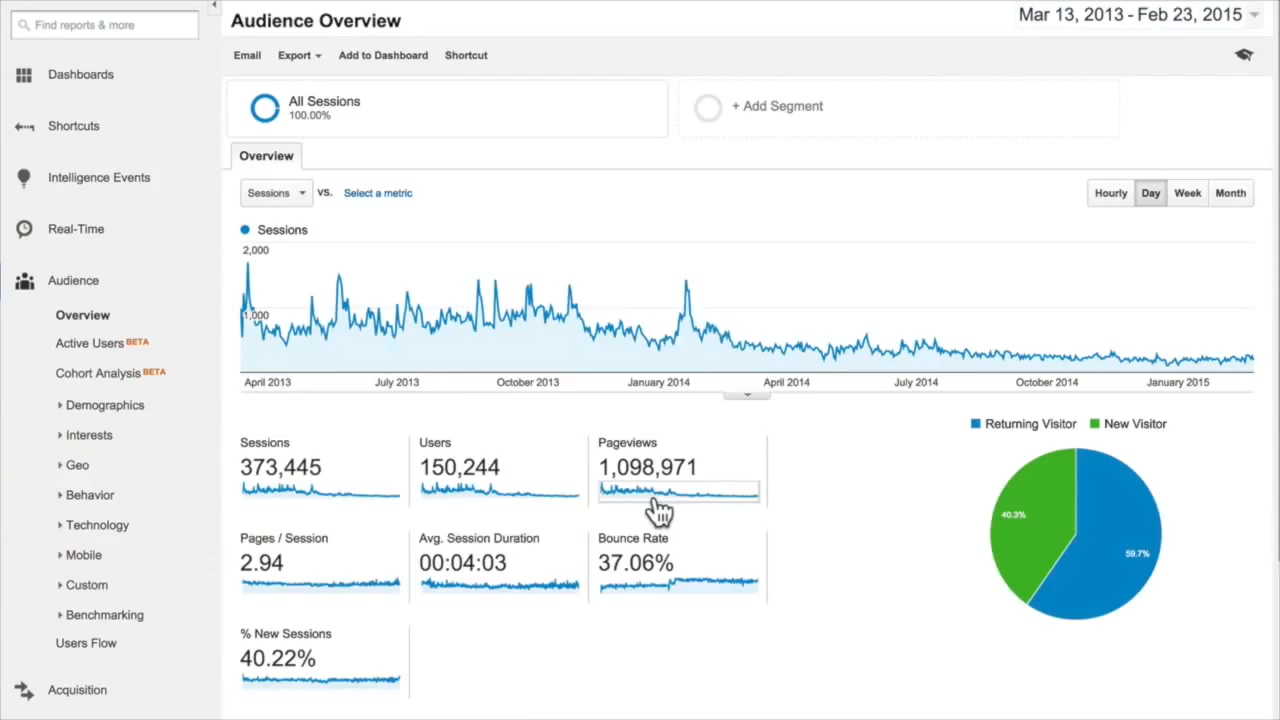 Find reports & more
Dashboards
Shortcuts
Intelligence Events
Real-Time
Audience
Overview
Active Users BETA
Cohort Analysis BETA
Demographics
Interests
Geo
Behavior
Technology
Mobile
Custom
Benchmarking
Users Flow
Acquisition
Audience Overview
Mar 13, 2013 - Feb 23, 2015
Email Export Add to Dashboard Shortcut
All Sessions
100.00%
+ Add Segment
Overview
Sessions vs. Select a metric
Hourly Day Week Month
Sessions
2,000
1,000
April 2013 July 2013 October 2013 January 2014 April 2014 July 2014 October 2014 January 2015
Sessions Users Pageviews
373,445 150,244 1,098,971
Pages / Session Avg. Session Duration Bounce Rate
2.94 00:04:03 37.06%
% New Sessions
40.22%
Returning Visitor New Visitor
40.3%
59.7%